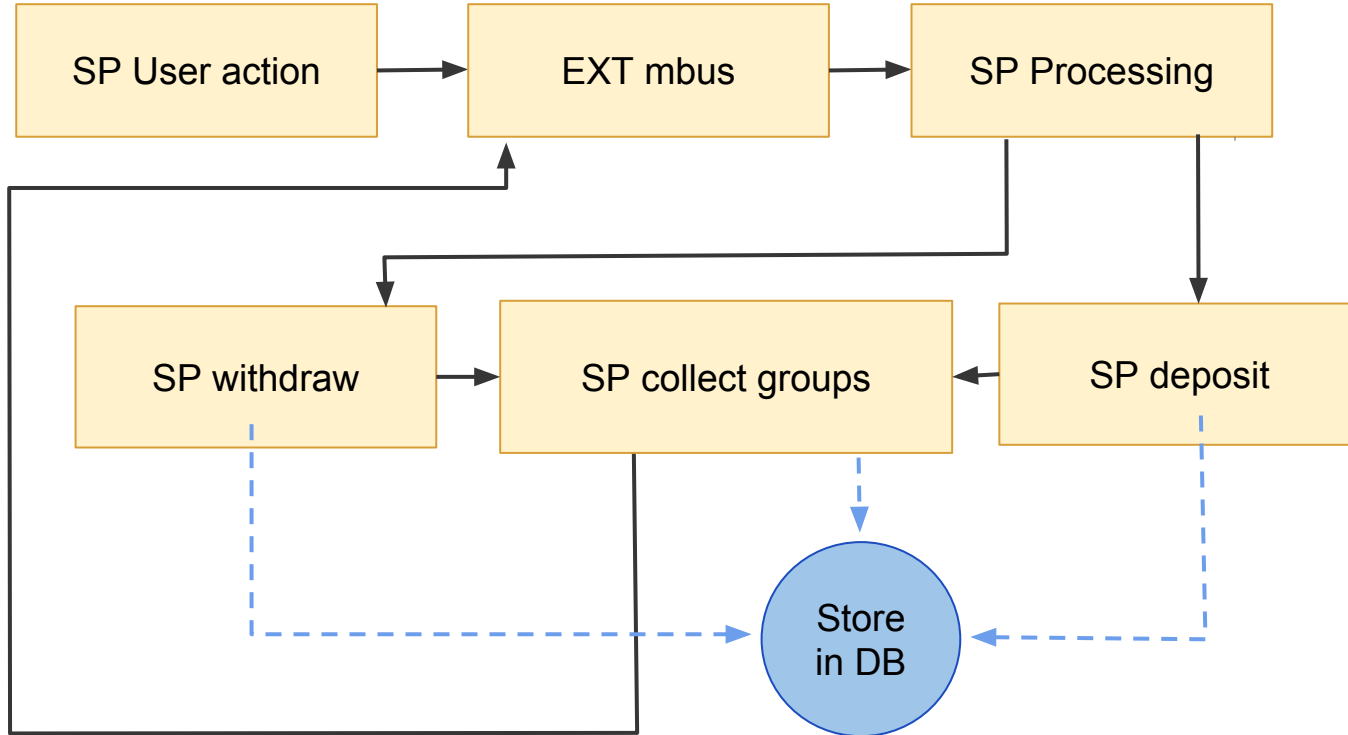 SP User action
EXT mbus
SP Processing
SP withdraw
SP collect groups
SP deposit
Store
in DB